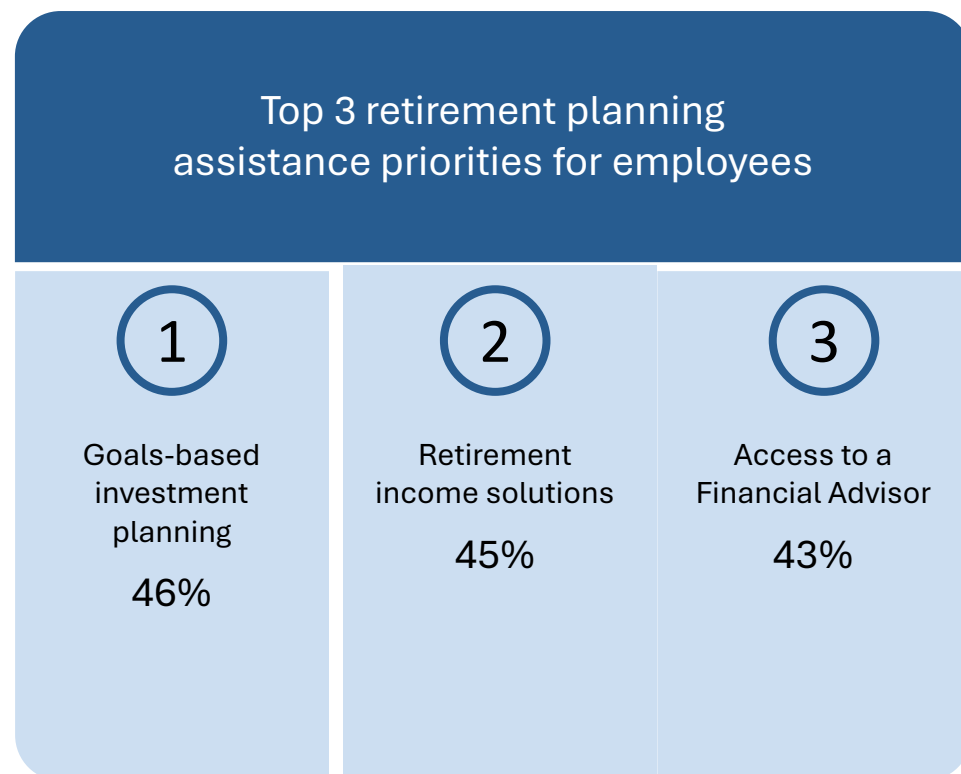 Top 3 retirement planning
assistance priorities for employees
1
Goals-based
investment
planning
46%
2
Retirement
income solutions
45%
3
Access to a
Financial Advisor
43%